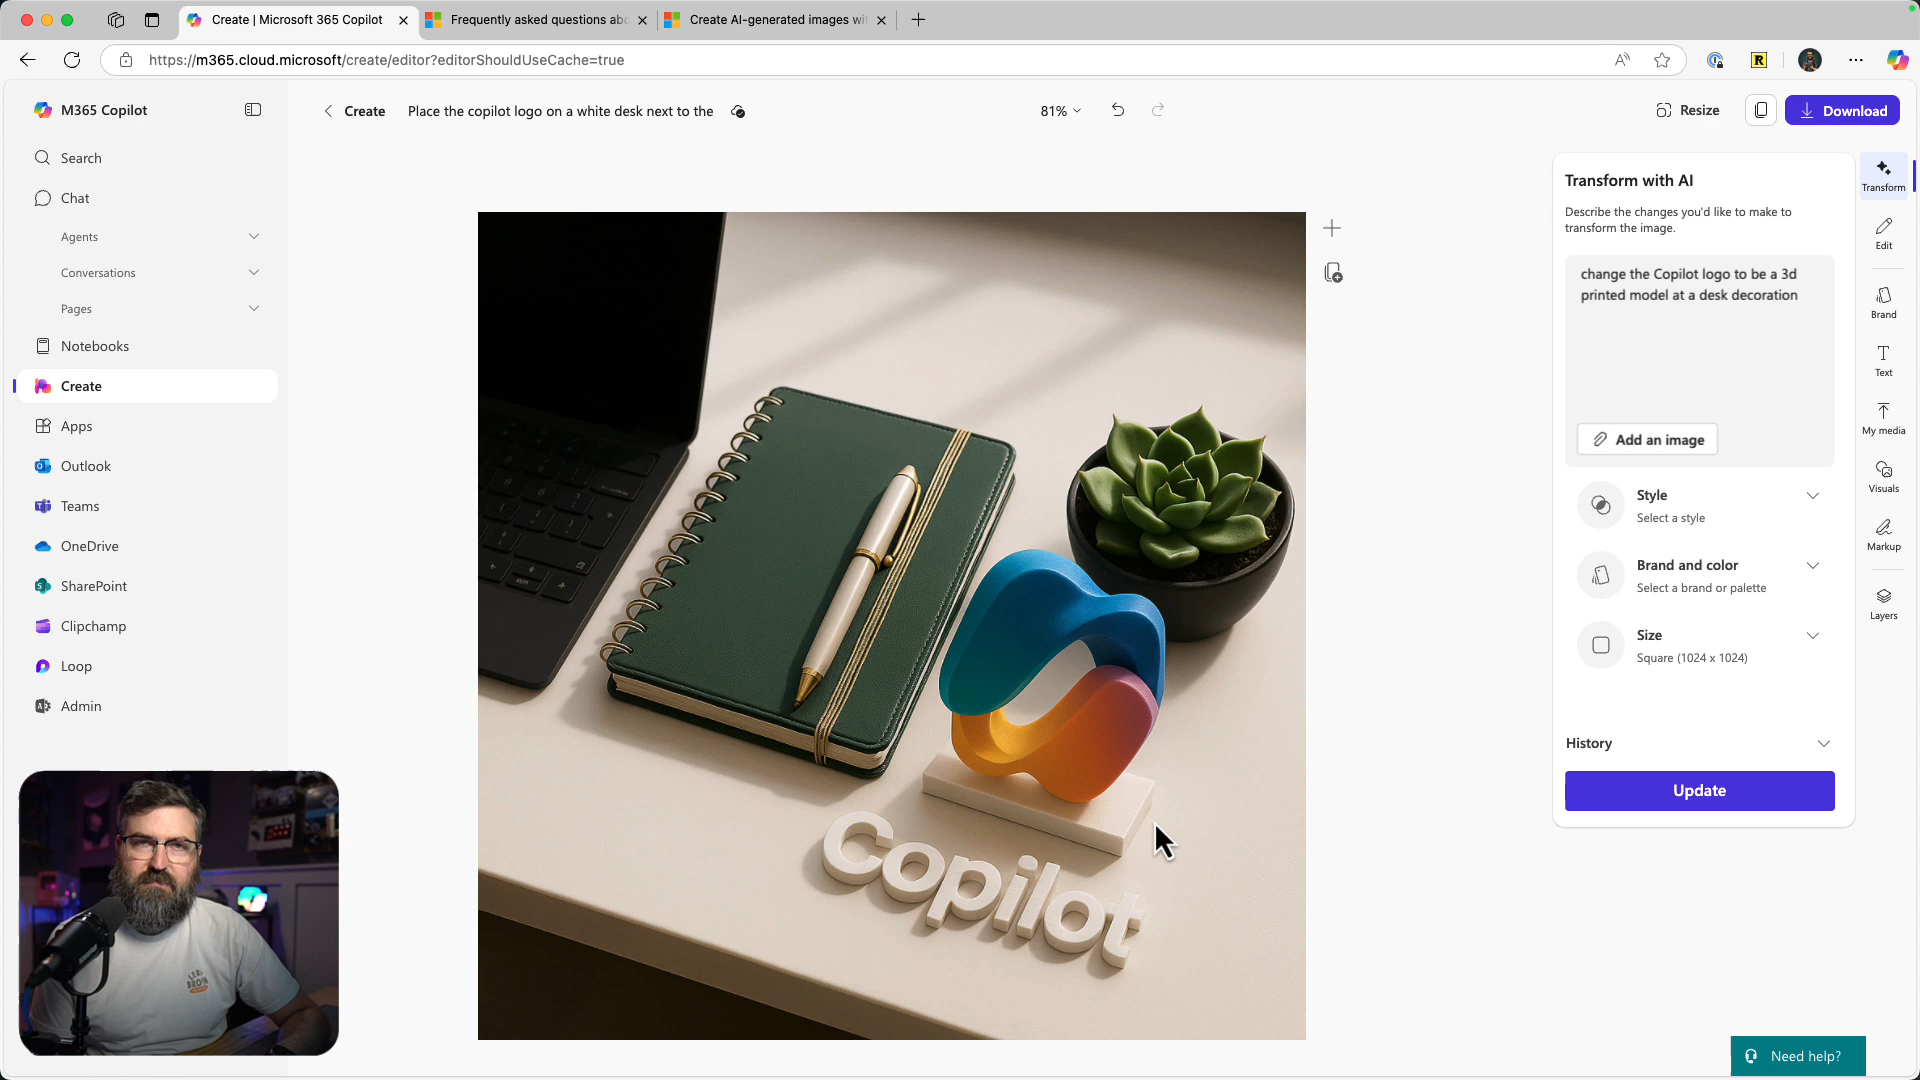 Create | Microsoft 365 Copilot
Frequently asked questions abo
Create AI-generated images wi
https://m365.cloud.microsoft/create/editor?editorShouldUseCache=true
M365 Copilot
Search
Chat
Agents
Conversations
Pages
Notebooks
Create
Apps
Outlook
Teams
OneDrive
SharePoint
Clipchamp
Loop
Admin
Create
Place the copilot logo on a white desk next to the
81%
Resize
Download
Copilot
Transform with AI
Describe the changes you'd like to make to
transform the image.
change the Copilot logo to be a 3d
printed model at a desk decoration
Add an image
Style
Select a style
Brand and color
Select a brand or palette
Size
Square (1024 x 1024)
History
Update
Transform
Edit
Brand
Text
My media
Visuals
Markup
Layers
Need help?